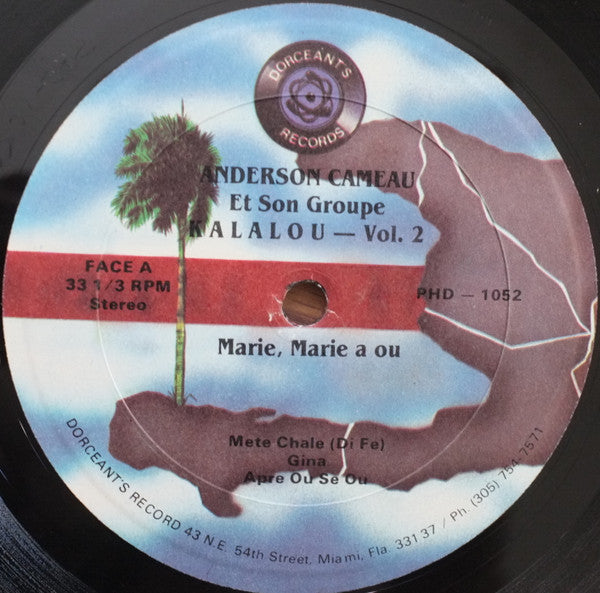 DORCEANT'S
RECORDS
ANDERSON CAMEAU
Et Son Groupe
KALALOU — Vol. 2
FACE A
33 1/3 RPM
Stereo
PHD — 1052
Marie, Marie a ou
Mete Chale (Di Fe)
Gina
Apre Ou Se Ou
DORCEANT'S RECORD 43 N.E. 54th Street, Miami, Fla. 33137 / Ph. (305) 754-7571